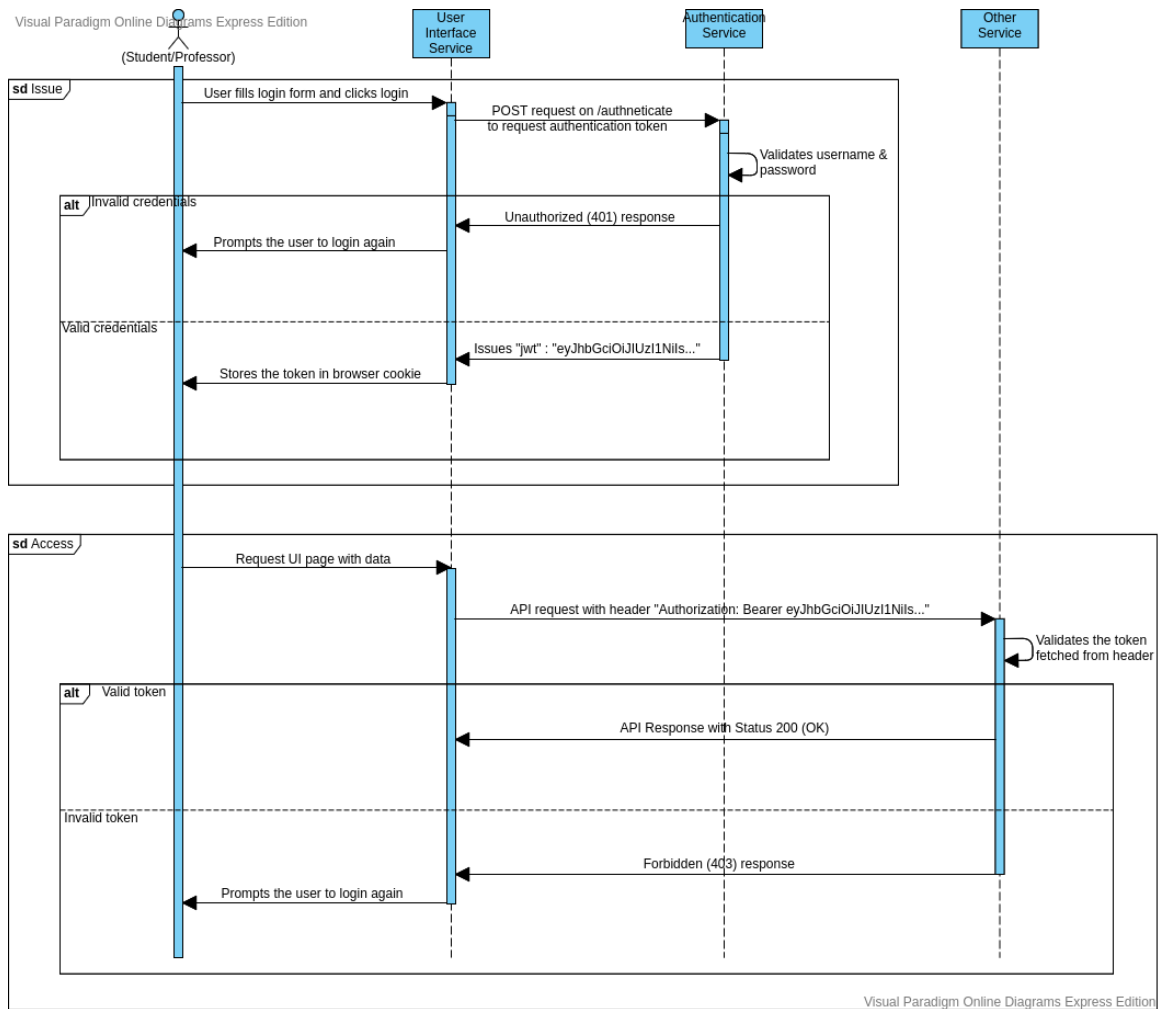 Visual Paradigm Online Diagrams Express Edition
(Student/Professor)
User
Interface
Service
Authentication
Service
Other
Service
sd Issue
User fills login form and clicks login
POST request on /authneticate
to request authentication token
Validates username &
password
alt Invalid credentials
Unauthorized (401) response
Prompts the user to login again
Valid credentials
Issues "jwt" : "eyJhbGciOiJIUzI1NiIs..."
Stores the token in browser cookie
sd Access
Request UI page with data
API request with header "Authorization: Bearer eyJhbGciOiJIUzI1NiIs..."
Validates the token
fetched from header
alt Valid token
API Response with Status 200 (OK)
Invalid token
Forbidden (403) response
Prompts the user to login again
Visual Paradigm Online Diagrams Express Edition